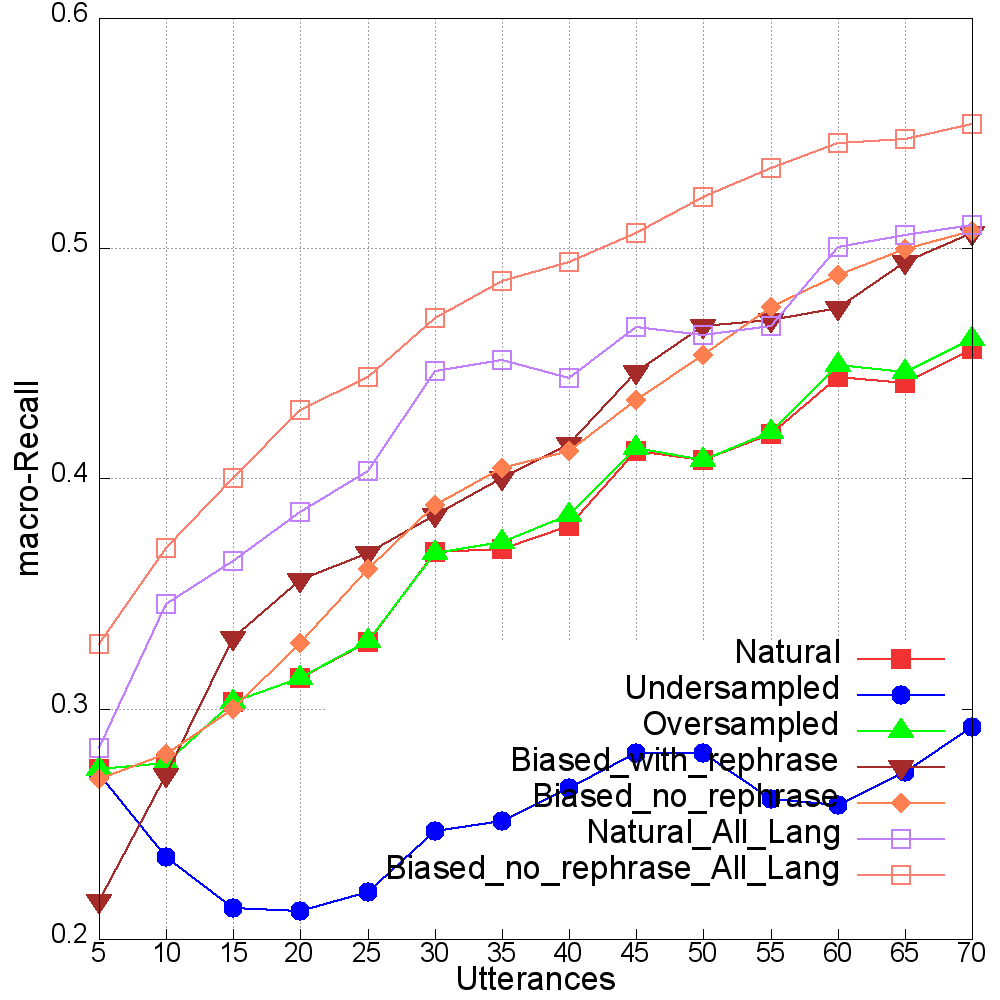 0.6
0.5
0.4
0.3
0.2
macro-Recall
Natural
Undersampled
Oversampled
Biased_with_rephrase
Biased_no_rephrase
Natural_All_Lang
Biased_no_rephrase_All_Lang
5 10 15 20 25 30 35 40 45 50 55 60 65 70
Utterances